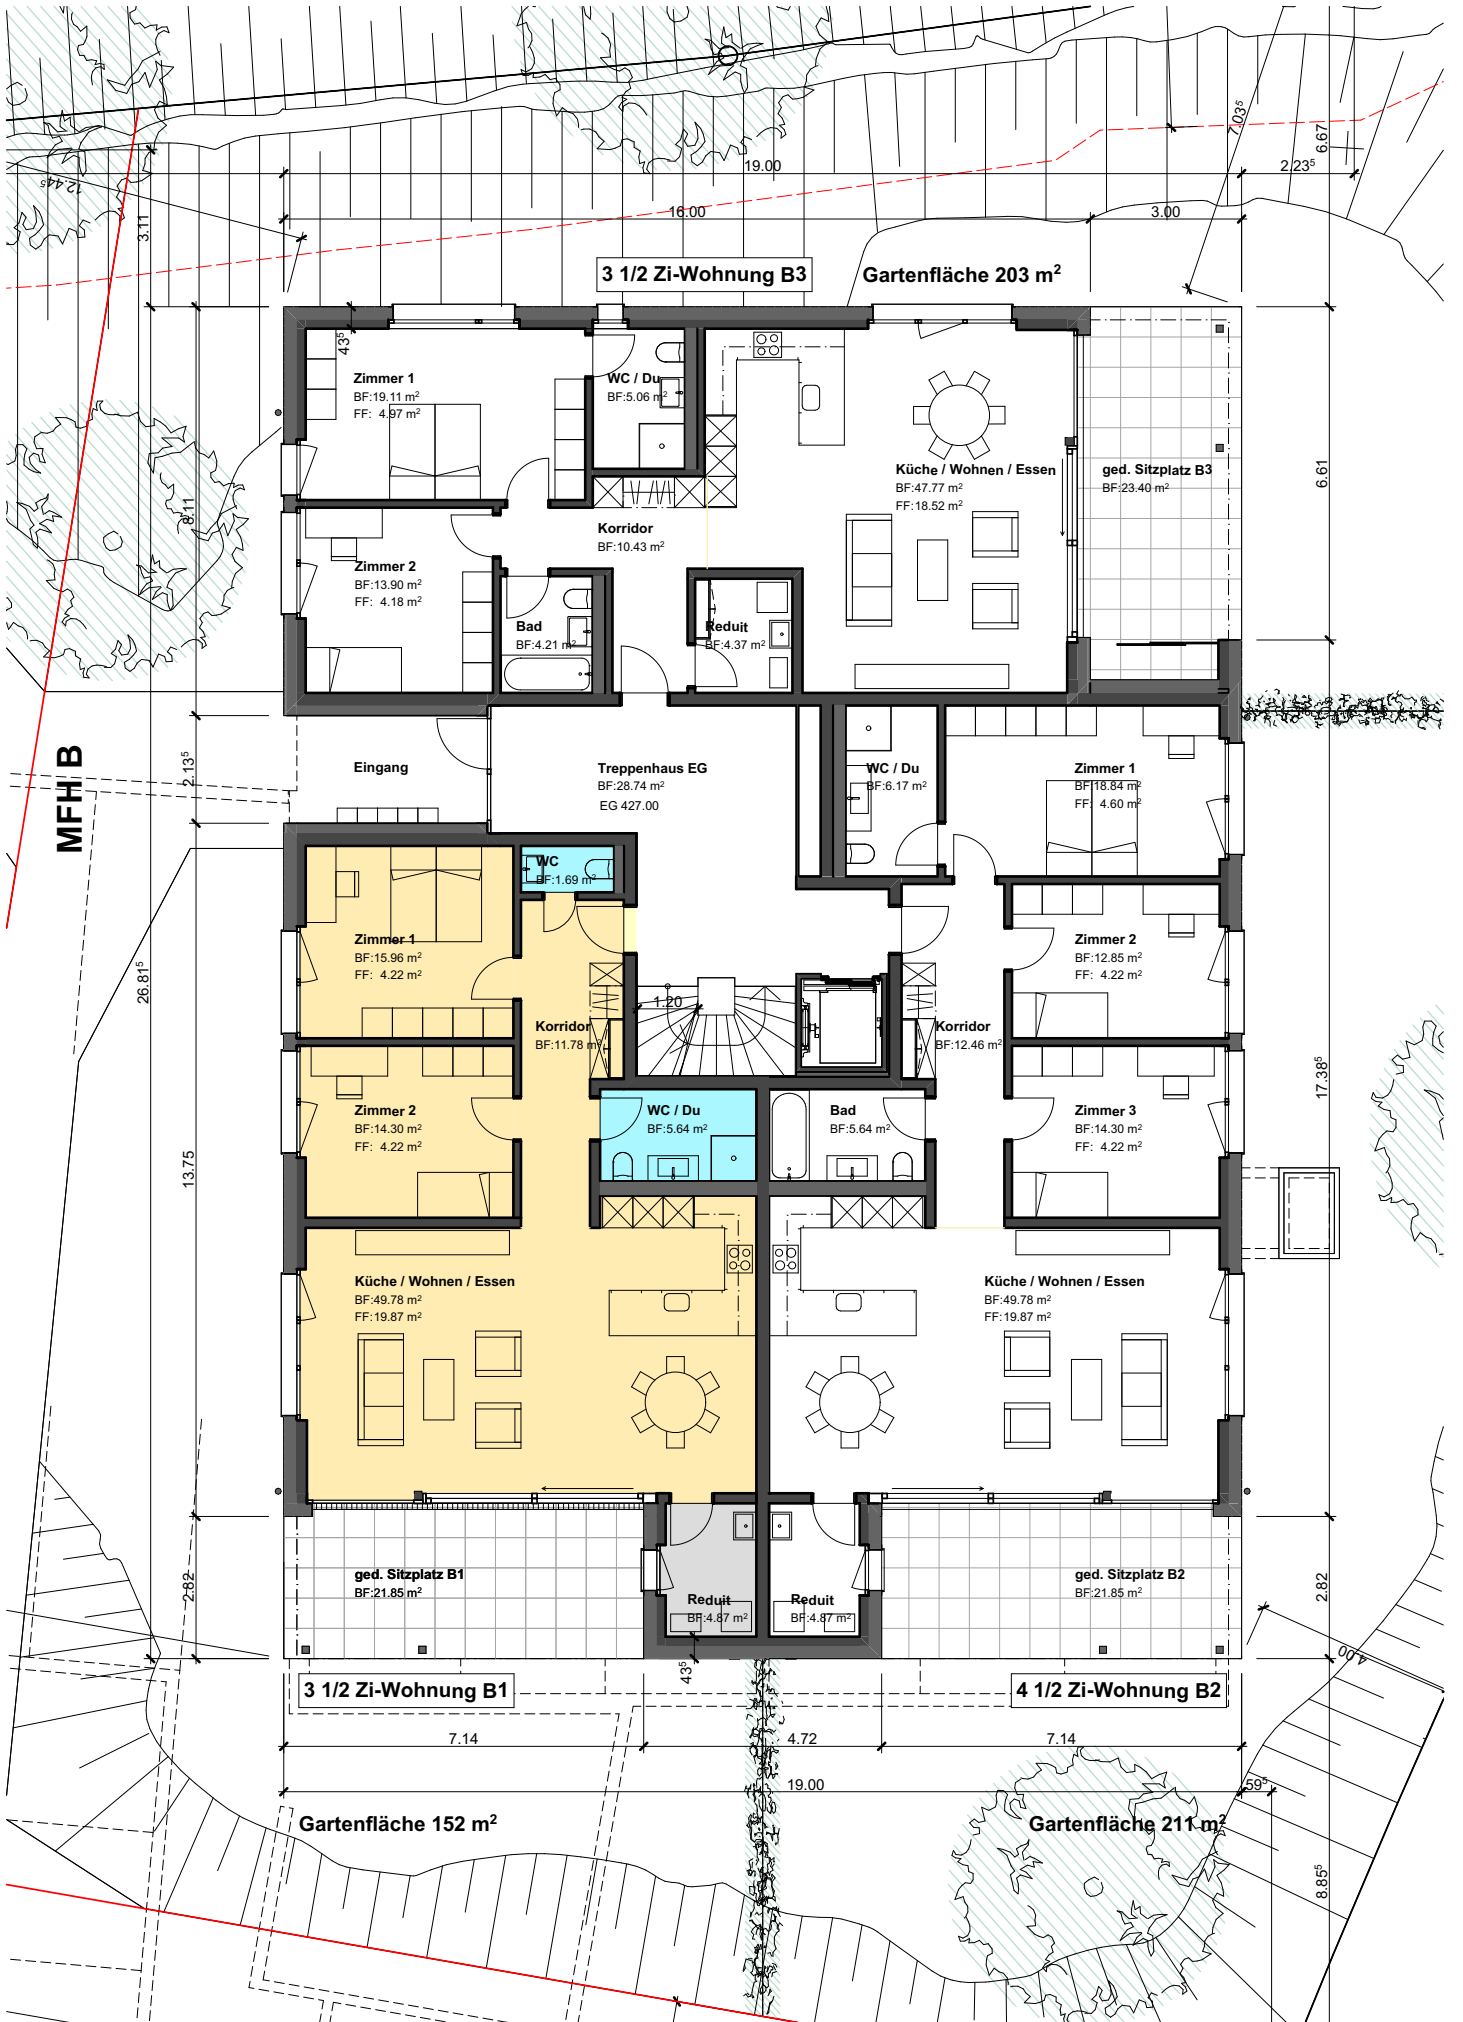 7.03⁵
6.67
19.00
2.23⁵
12.44⁵
3.11
16.00
3.00
3 1/2 Zi-Wohnung B3
Gartenfläche 203 m²
43⁵
Zimmer 1
BF:19.11 m²
FF: 4.97 m²
WC / Du
BF:5.06 m²
Küche / Wohnen / Essen
BF:47.77 m²
FF:18.52 m²
ged. Sitzplatz B3
BF:23.40 m²
6.61
8.11
Korridor
BF:10.43 m²
Zimmer 2
BF:13.90 m²
FF: 4.18 m²
Bad
BF:4.21 m²
Reduit
BF:4.37 m²
MFH B
2.13⁵
Eingang
Treppenhaus EG
BF:28.74 m²
EG 427.00
WC / Du
BF:6.17 m²
Zimmer 1
BF:18.84 m²
FF: 4.60 m²
WC
BF:1.69 m²
Zimmer 1
BF:15.96 m²
FF: 4.22 m²
Zimmer 2
BF:12.85 m²
FF: 4.22 m²
26.81⁵
1.20
Korridor
BF:11.78 m²
Korridor
BF:12.46 m²
17.38⁵
13.75
Zimmer 2
BF:14.30 m²
FF: 4.22 m²
WC / Du
BF:5.64 m²
Bad
BF:5.64 m²
Zimmer 3
BF:14.30 m²
FF: 4.22 m²
Küche / Wohnen / Essen
BF:49.78 m²
FF:19.87 m²
Küche / Wohnen / Essen
BF:49.78 m²
FF:19.87 m²
2.82
ged. Sitzplatz B1
BF:21.85 m²
Reduit
BF:4.87 m²
Reduit
BF:4.87 m²
ged. Sitzplatz B2
BF:21.85 m²
2.82
4.00
43⁵
3 1/2 Zi-Wohnung B1
4 1/2 Zi-Wohnung B2
7.14
4.72
7.14
19.00
59⁵
Gartenfläche 152 m²
Gartenfläche 211 m²
8.85⁵